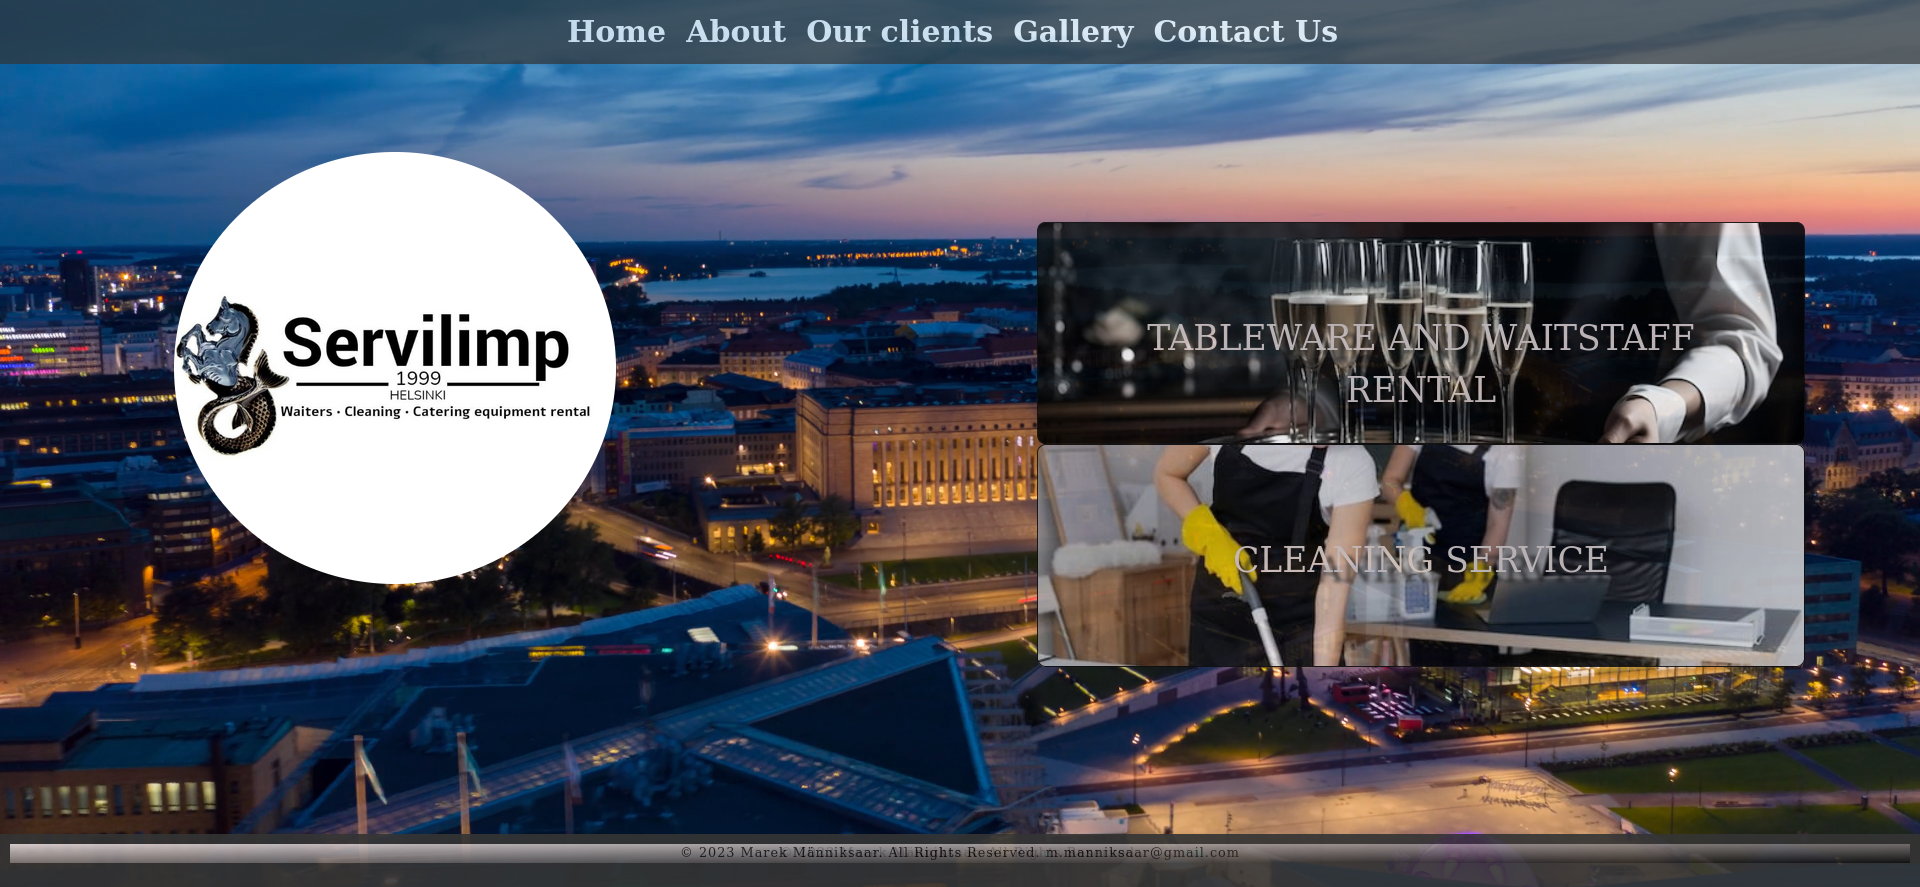 Home About Our clients Gallery Contact Us
Servilimp
1999
HELSINKI
Waiters · Cleaning · Catering equipment rental
TABLEWARE AND WAITSTAFF
RENTAL
CLEANING SERVICE
© 2023 Marek Männiksaar. All Rights Reserved. m.manniksaar@gmail.com